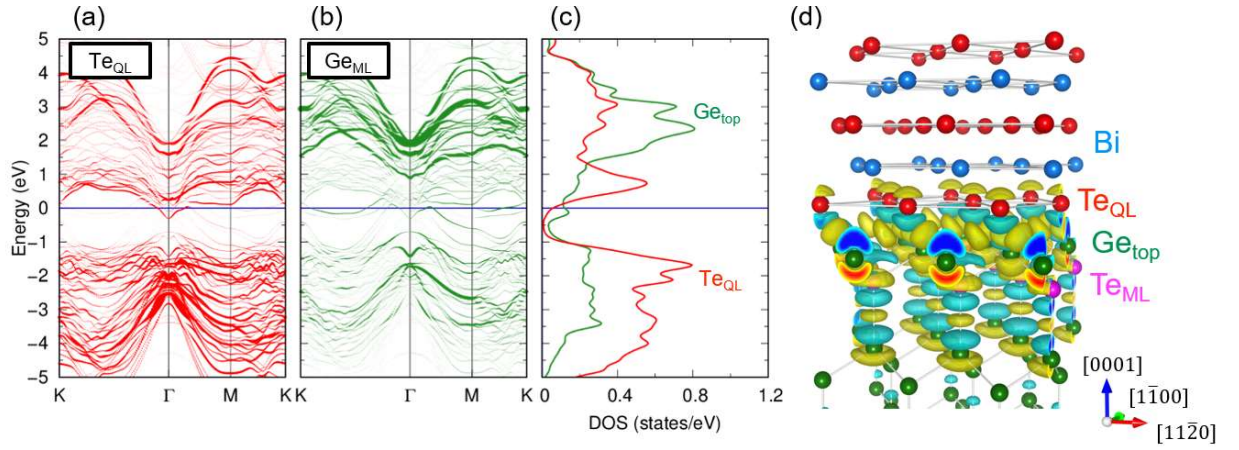 (a)
(b)
(c)
(d)
Te_QL
Ge_ML
5
4
3
2
1
0
-1
-2
-3
-4
-5
Energy (eV)
K
Γ
M
K
K
Γ
M
K
Ge_top
Te_QL
0
0.4
0.8
1.2
DOS (states/eV)
Bi
Te_QL
Ge_top
Te_ML
[0001]
[11̅00]
[112̅0]